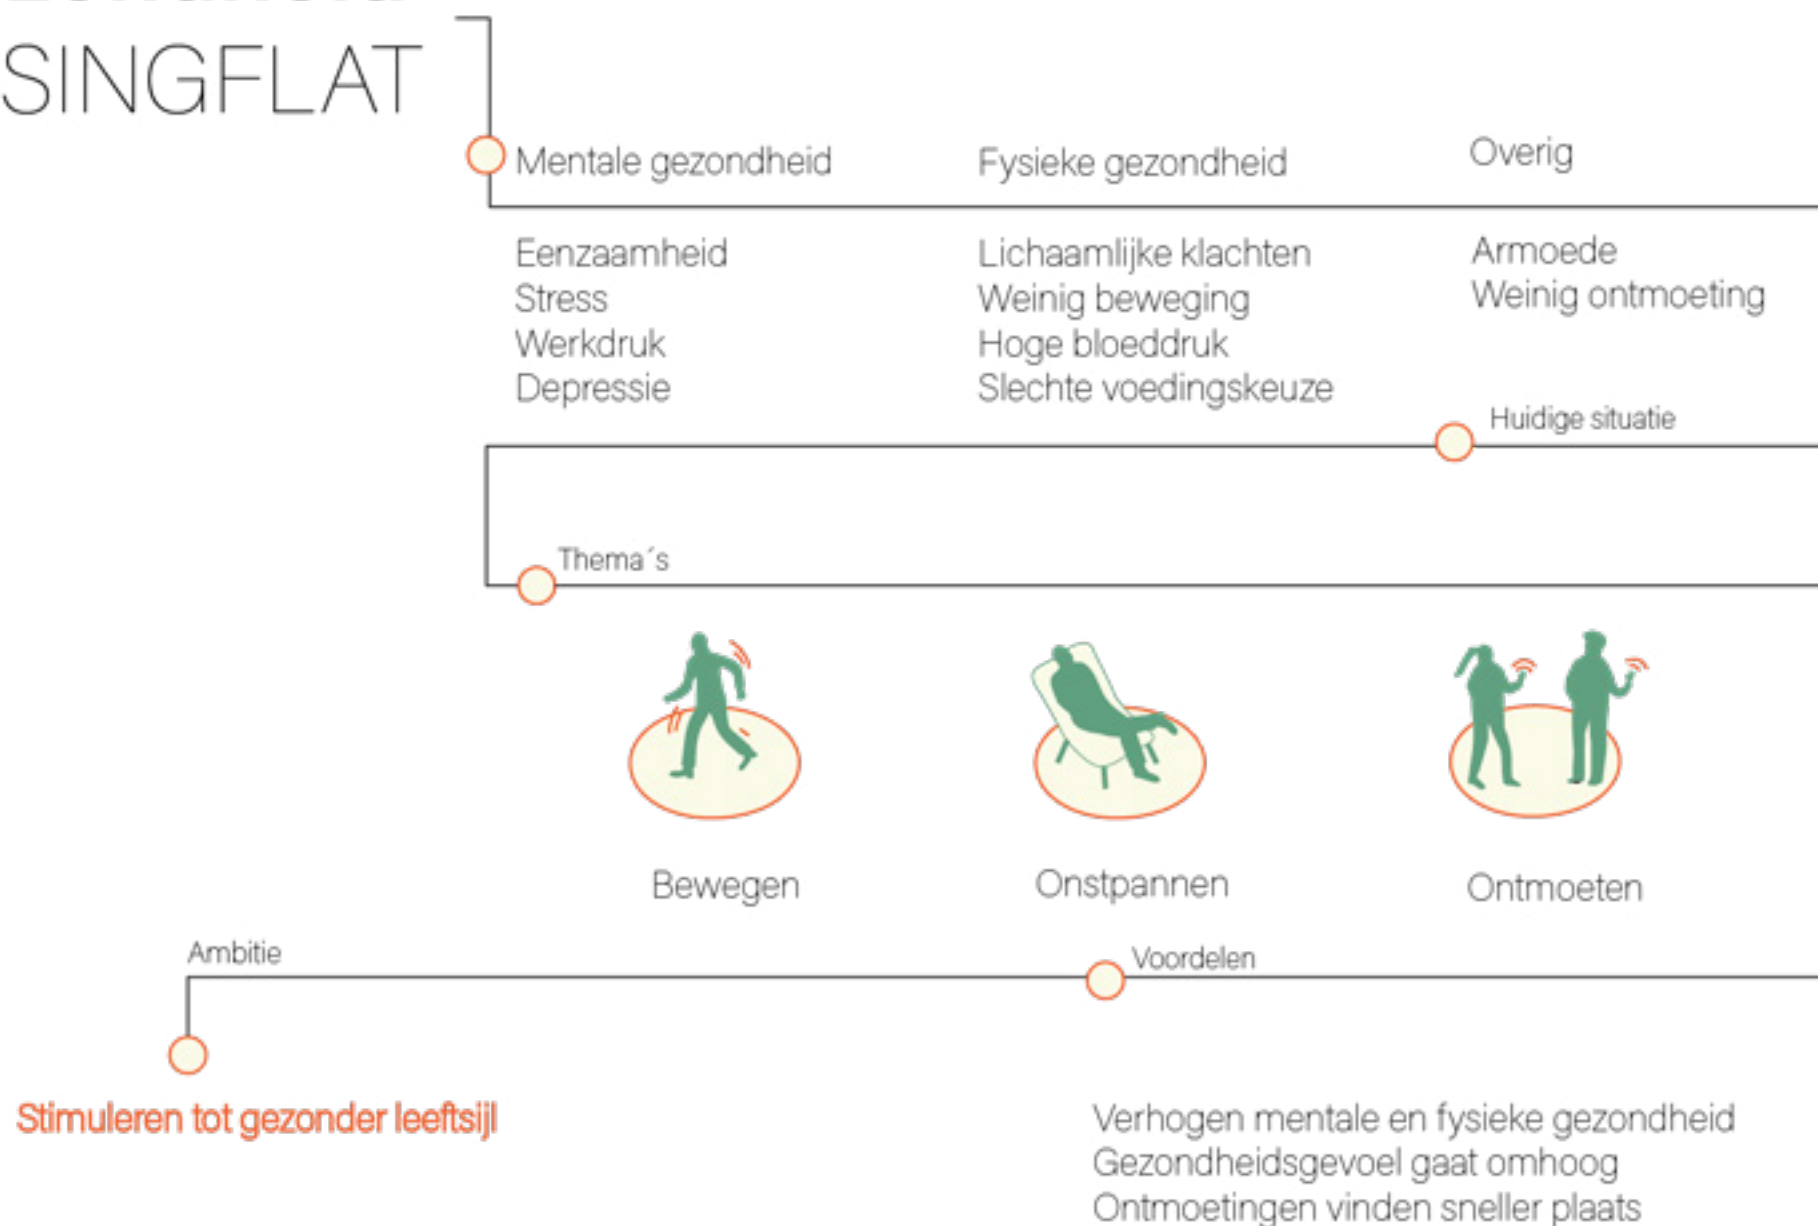 SINGFLAT
Mentale gezondheid
Fysieke gezondheid
Overig
Eenzaamheid
Stress
Werkdruk
Depressie
Lichaamlijke klachten
Weinig beweging
Hoge bloeddruk
Slechte voedingskeuze
Armoede
Weinig ontmoeting
Huidige situatie
Thema´s
Bewegen
Onstpannen
Ontmoeten
Ambitie
Voordelen
Stimuleren tot gezonder leeftsijl
Verhogen mentale en fysieke gezondheid
Gezondheidsgevoel gaat omhoog
Ontmoetingen vinden sneller plaats